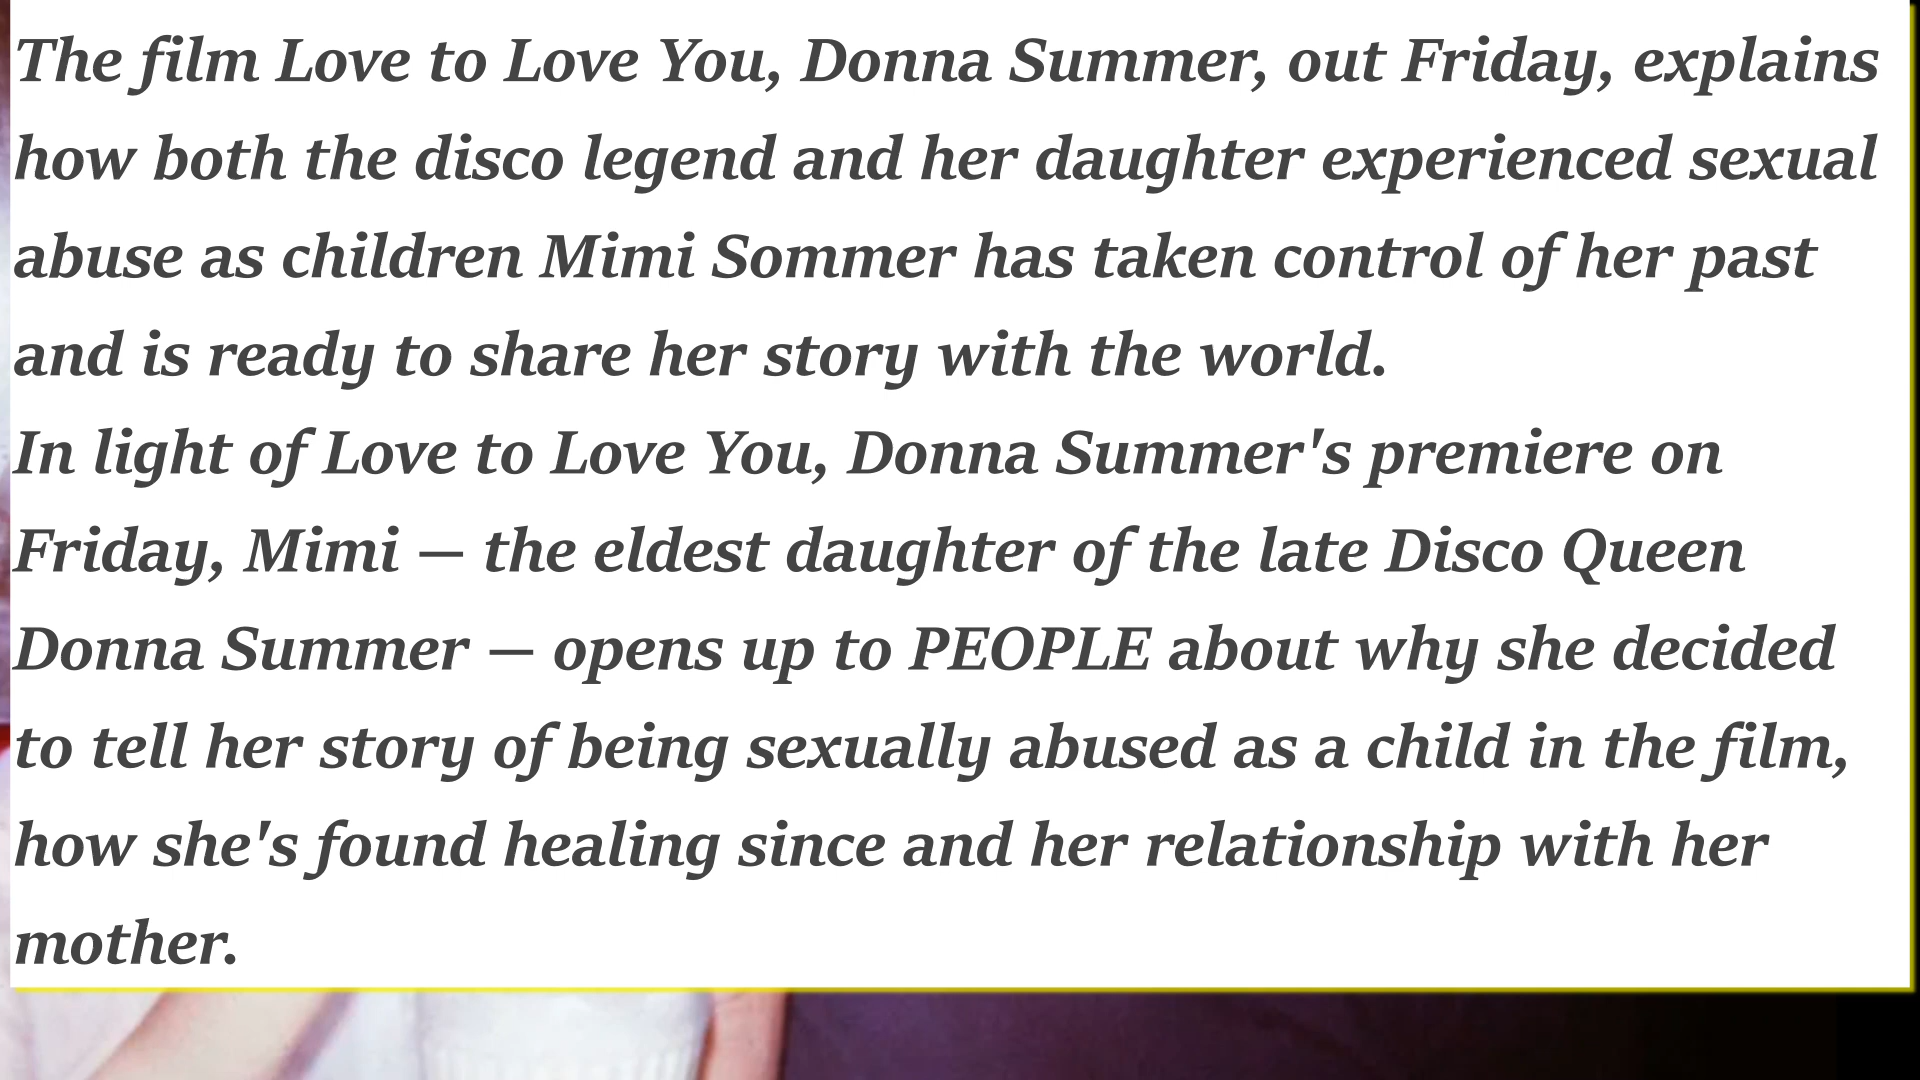 The film Love to Love You, Donna Summer, out Friday, explains
how both the disco legend and her daughter experienced sexual
abuse as children Mimi Sommer has taken control of her past
and is ready to share her story with the world.
In light of Love to Love You, Donna Summer's premiere on
Friday, Mimi — the eldest daughter of the late Disco Queen
Donna Summer — opens up to PEOPLE about why she decided
to tell her story of being sexually abused as a child in the film,
how she's found healing since and her relationship with her
mother.